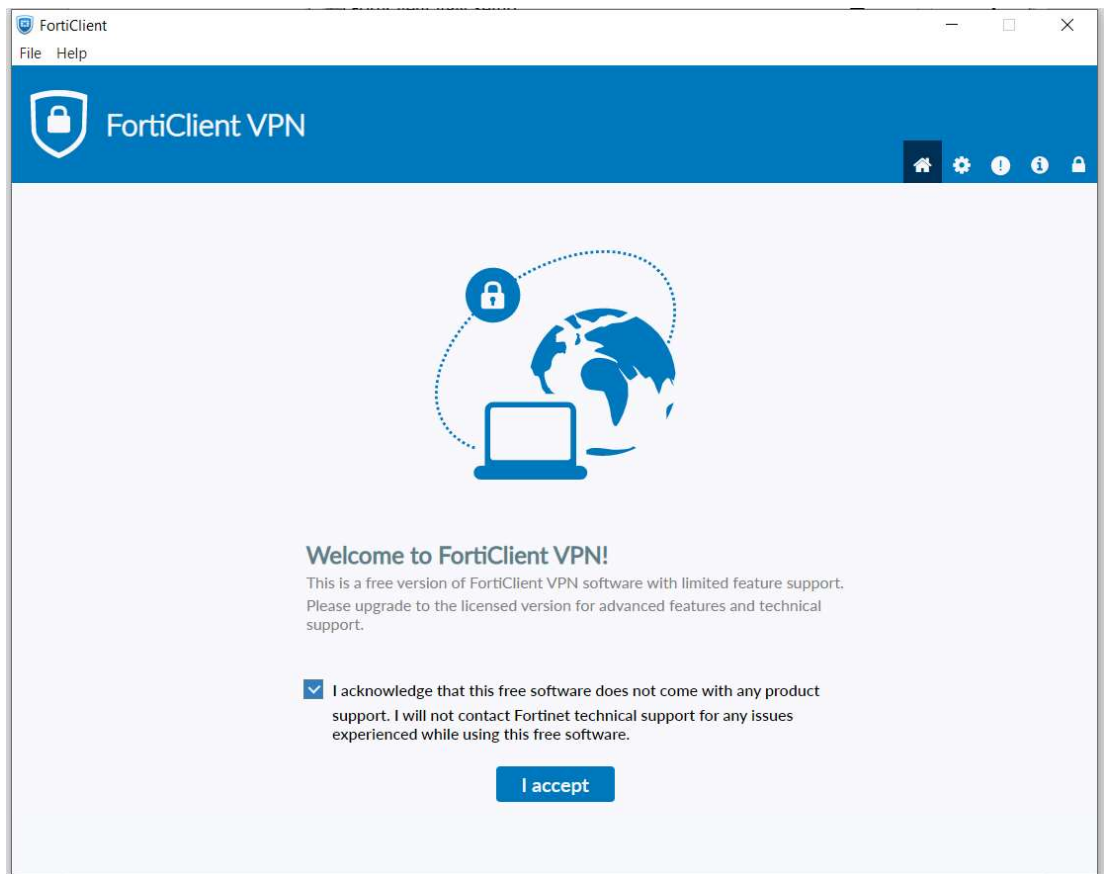 FortiClient
File Help
FortiClient VPN
Welcome to FortiClient VPN!
This is a free version of FortiClient VPN software with limited feature support.
Please upgrade to the licensed version for advanced features and technical
support.
I acknowledge that this free software does not come with any product
support. I will not contact Fortinet technical support for any issues
experienced while using this free software.
I accept